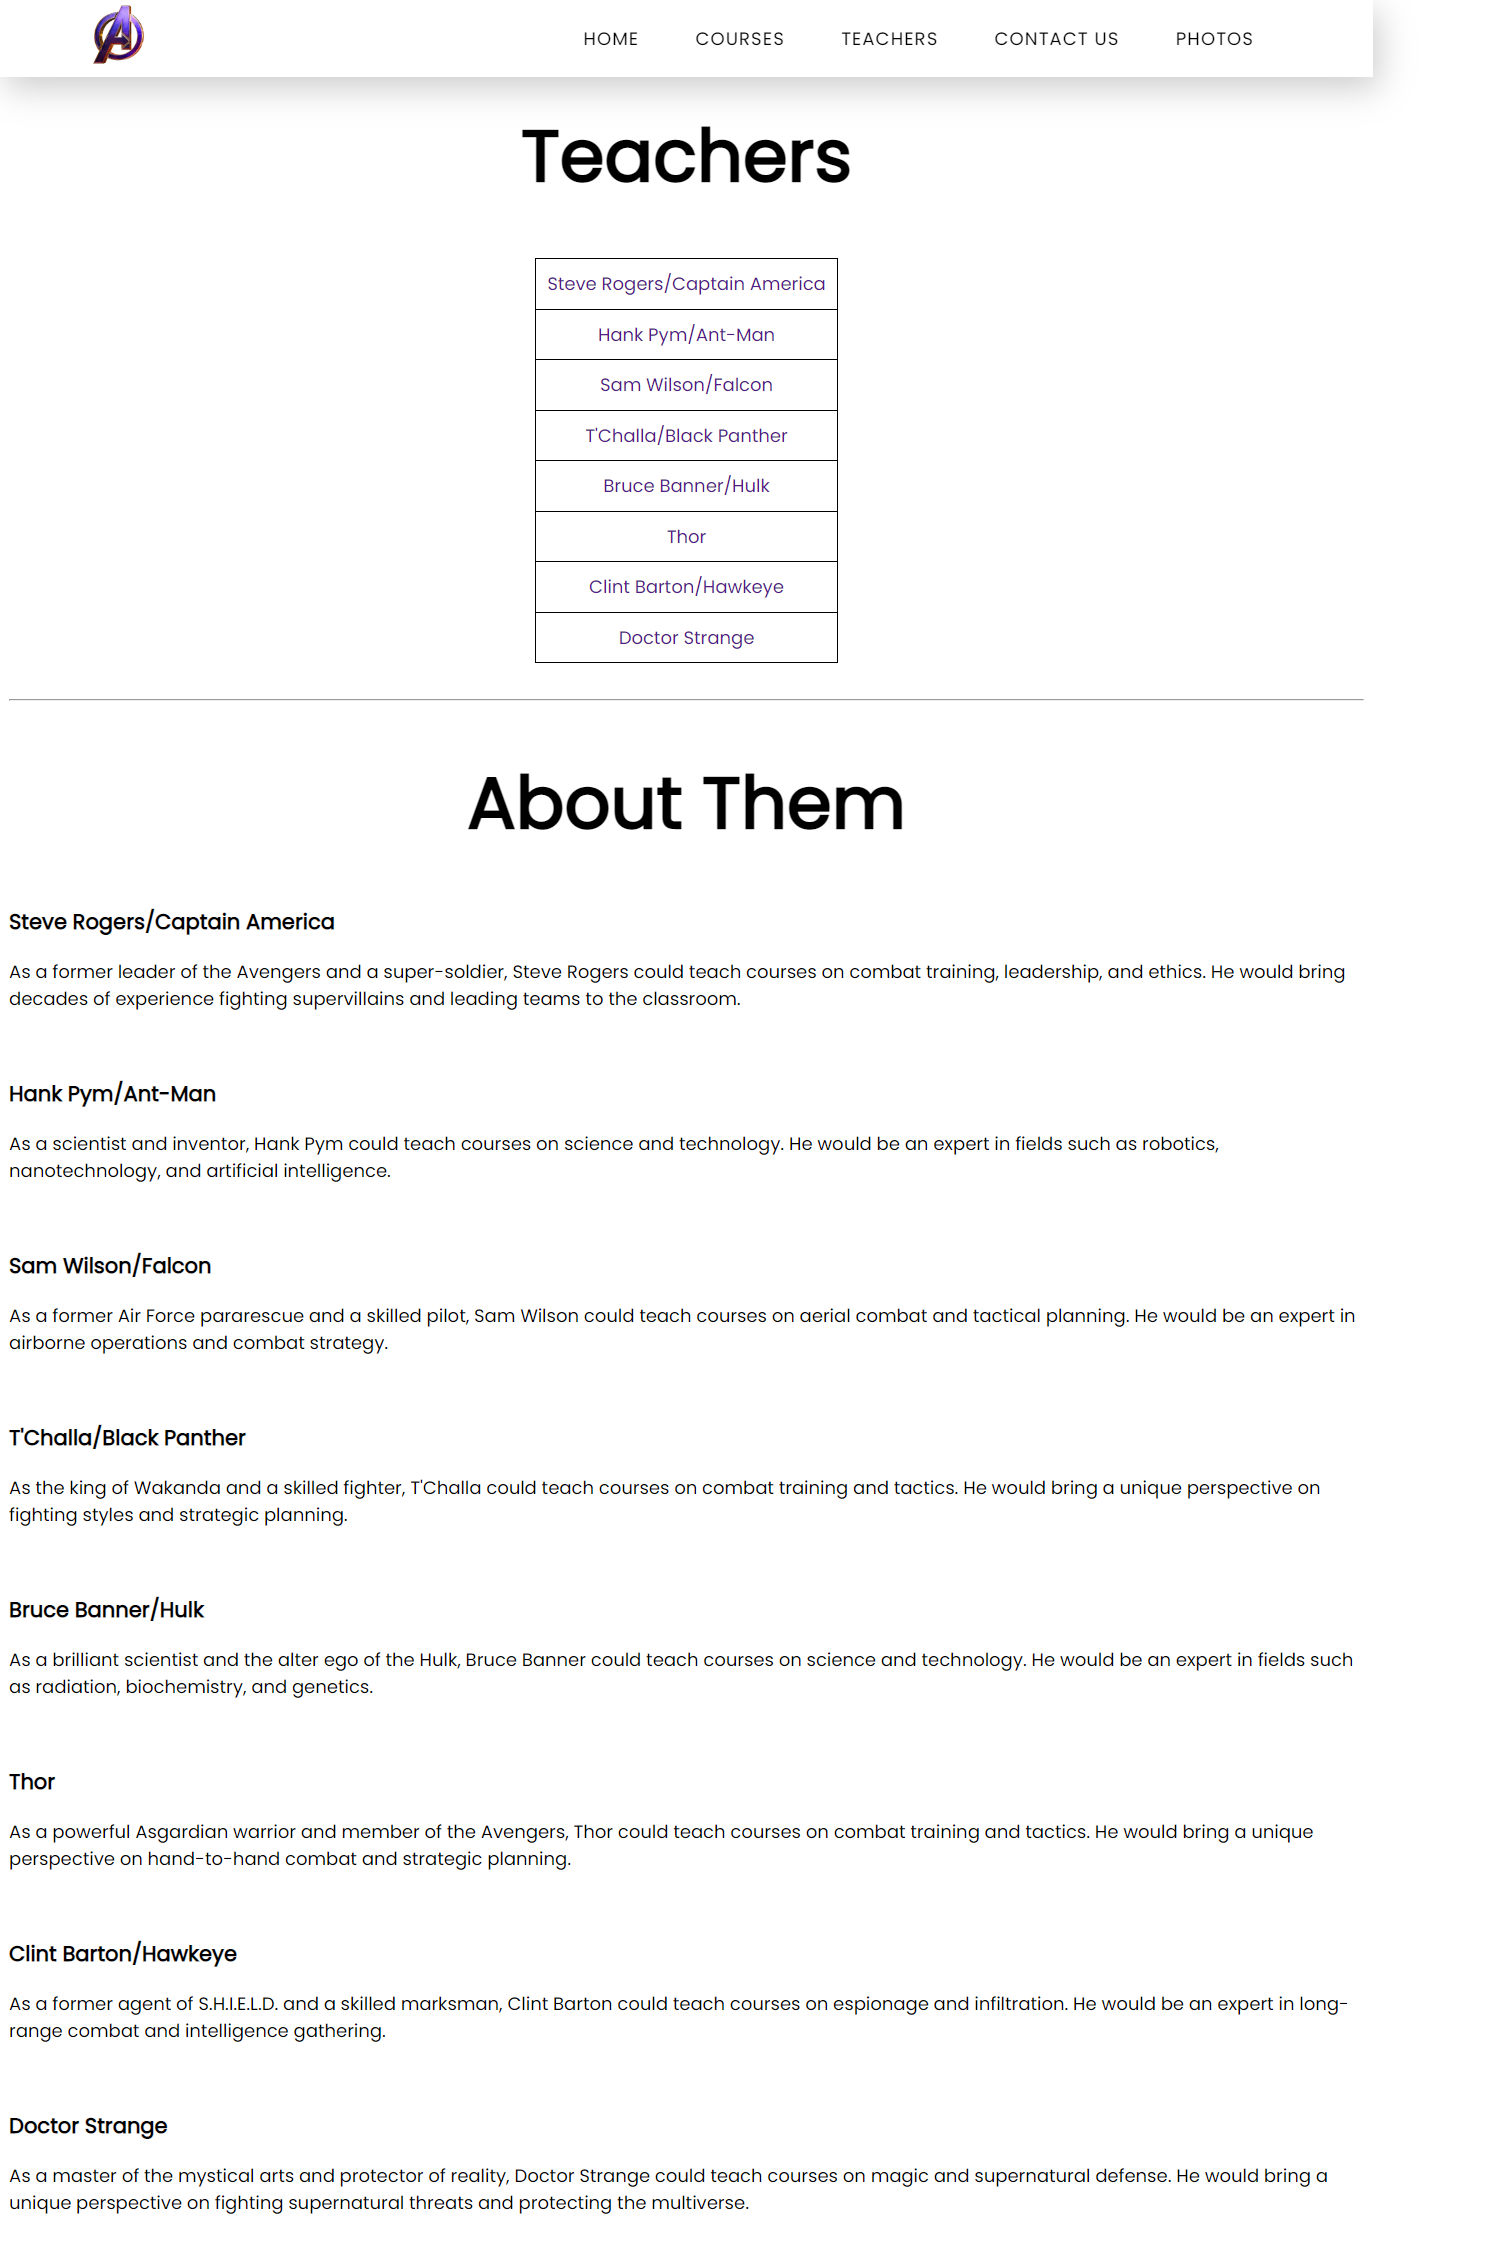 HOME COURSES TEACHERS CONTACT US PHOTOS
Teachers
Steve Rogers/Captain America
Hank Pym/Ant-Man
Sam Wilson/Falcon
T'Challa/Black Panther
Bruce Banner/Hulk
Thor
Clint Barton/Hawkeye
Doctor Strange
About Them
Steve Rogers/Captain America
As a former leader of the Avengers and a super-soldier, Steve Rogers could teach courses on combat training, leadership, and ethics. He would bring
decades of experience fighting supervillains and leading teams to the classroom.
Hank Pym/Ant-Man
As a scientist and inventor, Hank Pym could teach courses on science and technology. He would be an expert in fields such as robotics,
nanotechnology, and artificial intelligence.
Sam Wilson/Falcon
As a former Air Force pararescue and a skilled pilot, Sam Wilson could teach courses on aerial combat and tactical planning. He would be an expert in
airborne operations and combat strategy.
T'Challa/Black Panther
As the king of Wakanda and a skilled fighter, T'Challa could teach courses on combat training and tactics. He would bring a unique perspective on
fighting styles and strategic planning.
Bruce Banner/Hulk
As a brilliant scientist and the alter ego of the Hulk, Bruce Banner could teach courses on science and technology. He would be an expert in fields such
as radiation, biochemistry, and genetics.
Thor
As a powerful Asgardian warrior and member of the Avengers, Thor could teach courses on combat training and tactics. He would bring a unique
perspective on hand-to-hand combat and strategic planning.
Clint Barton/Hawkeye
As a former agent of S.H.I.E.L.D. and a skilled marksman, Clint Barton could teach courses on espionage and infiltration. He would be an expert in long-
range combat and intelligence gathering.
Doctor Strange
As a master of the mystical arts and protector of reality, Doctor Strange could teach courses on magic and supernatural defense. He would bring a
unique perspective on fighting supernatural threats and protecting the multiverse.